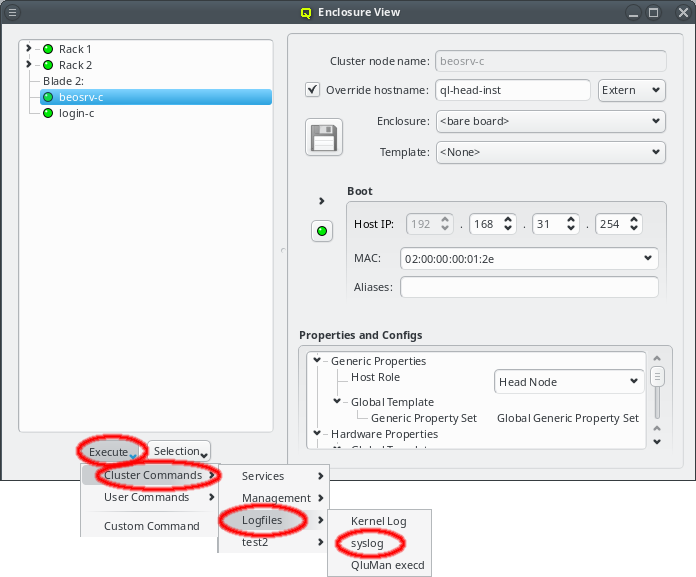 Enclosure View
Rack 1
Rack 2
Blade 2:
beosrv-c
login-c
Cluster node name: beosrv-c
Override hostname: ql-head-inst Extern
Enclosure: <bare board>
Template: <None>
Boot
Host IP: 192 . 168 . 31 . 254
MAC: 02:00:00:00:01:2e
Aliases:
Properties and Configs
Generic Properties
Host Role Head Node
Global Template
Generic Property Set Global Generic Property Set
Hardware Properties
Execute Selection
Cluster Commands
User Commands
Custom Command
Services
Management
Logfiles
test2
Kernel Log
syslog
QluMan execd